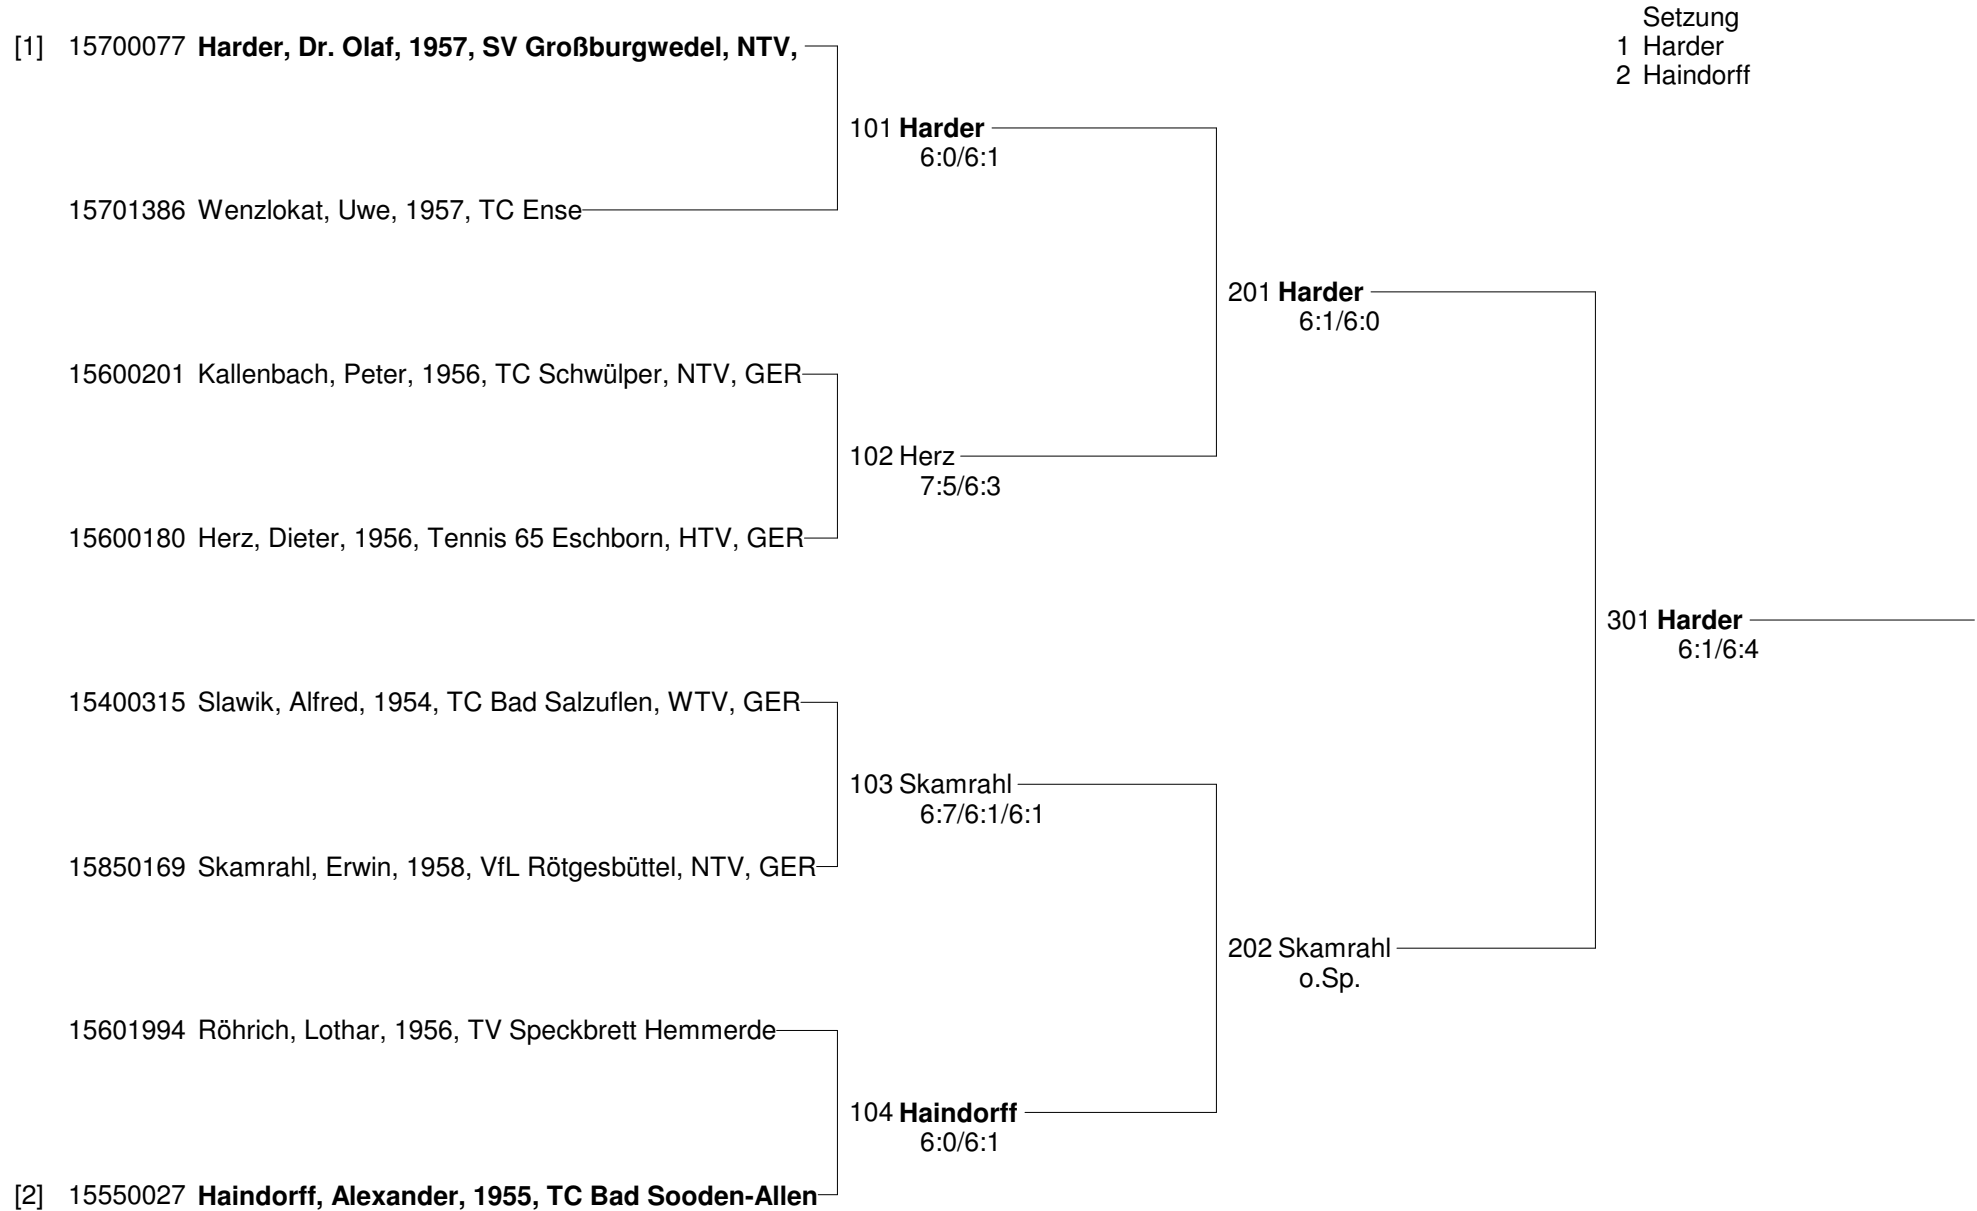 Setzung
1 Harder
2 Haindorff
[1] 15700077 Harder, Dr. Olaf, 1957, SV Großburgwedel, NTV,
101 Harder
6:0/6:1
15701386 Wenzlokat, Uwe, 1957, TC Ense
201 Harder
6:1/6:0
15600201 Kallenbach, Peter, 1956, TC Schwülper, NTV, GER
102 Herz
7:5/6:3
15600180 Herz, Dieter, 1956, Tennis 65 Eschborn, HTV, GER
301 Harder
6:1/6:4
15400315 Slawik, Alfred, 1954, TC Bad Salzuflen, WTV, GER
103 Skamrahl
6:7/6:1/6:1
15850169 Skamrahl, Erwin, 1958, VfL Rötgesbüttel, NTV, GER
202 Skamrahl
o.Sp.
15601994 Röhrich, Lothar, 1956, TV Speckbrett Hemmerde
104 Haindorff
6:0/6:1
[2] 15550027 Haindorff, Alexander, 1955, TC Bad Sooden-Allen